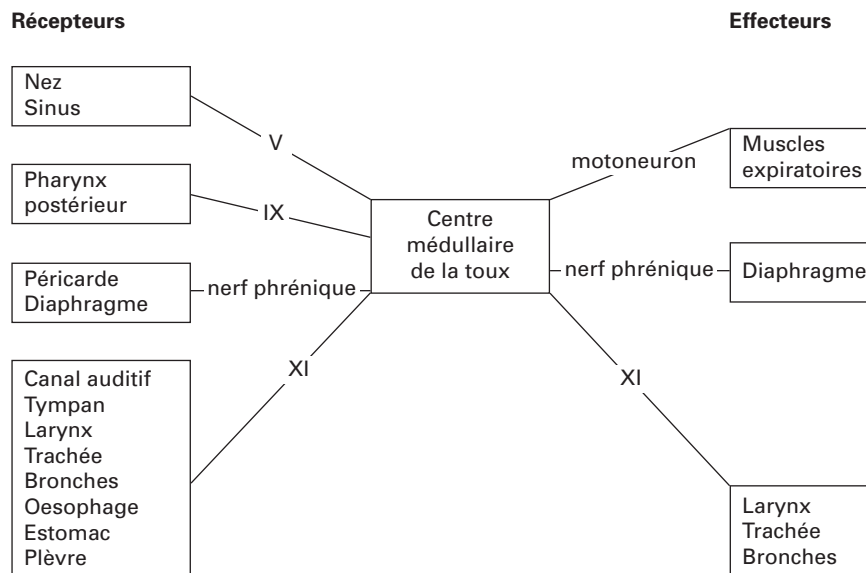 Récepteurs
Effecteurs
Nez
Sinus
V
Pharynx
postérieur
IX
Péricarde
Diaphragme
nerf phrénique
Canal auditif
Tympan
Larynx
Trachée
Bronches
Oesophage
Estomac
Plèvre
XI
Centre
médullaire
de la toux
motoneuron
Muscles
expiratoires
nerf phrénique
Diaphragme
XI
Larynx
Trachée
Bronches